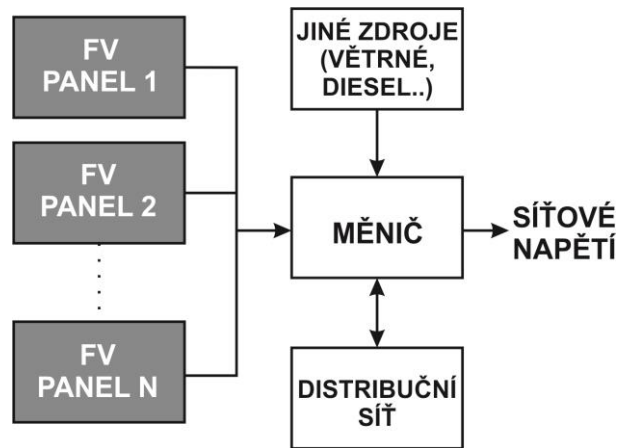 FV
PANEL 1
FV
PANEL 2
FV
PANEL N
JINÉ ZDROJE
(VĚTRNÉ,
DIESEL..)
MĚNIČ
DISTRIBUČNÍ
SÍŤ
SÍŤOVÉ
NAPĚTÍ